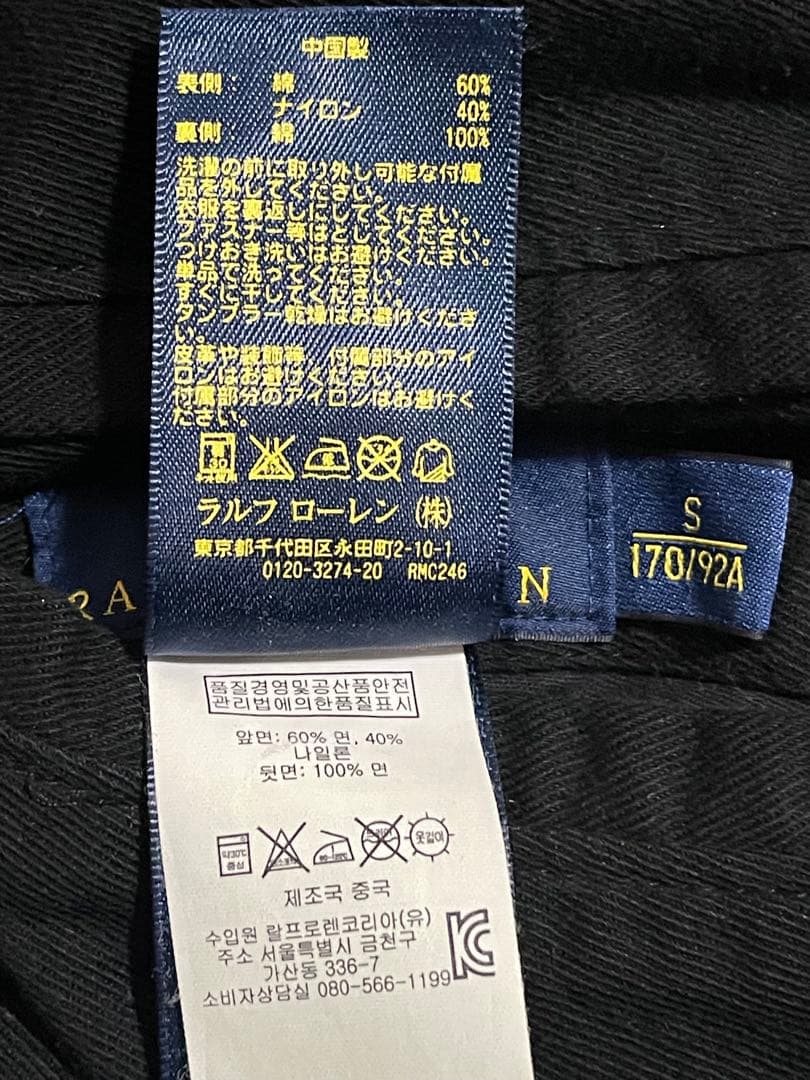 中国製
表側: 綿 60%
ナイロン 40%
裏側: 綿 100%
洗濯の前に取り外し可能な付属
品を外してください。
衣服を裏返しにしてください。
ファスナー等はとしてください。
つけおき洗いはお避けください。
単品で洗ってください。
すぐに干してください。
タンブラー乾燥はお避けくださ
い。
皮革や装飾等、付属部分のアイ
ロンはお避けください。
付属部分のアイロンはお避けく
ださい。
ラルフ ローレン (株)
東京都千代田区永田町2-10-1
0120-3274-20 RMC246
RA
N
S
170/92A
품질경영및공산품안전
관리법에의한품질표시
앞면: 60% 면, 40%
나일론
뒷면: 100% 면
약30℃
중성
옷걸이
제조국 중국
수입원 랄프로렌코리아(유)
주소 서울특별시 금천구
가산동 336-7
소비자상담실 080-566-1199